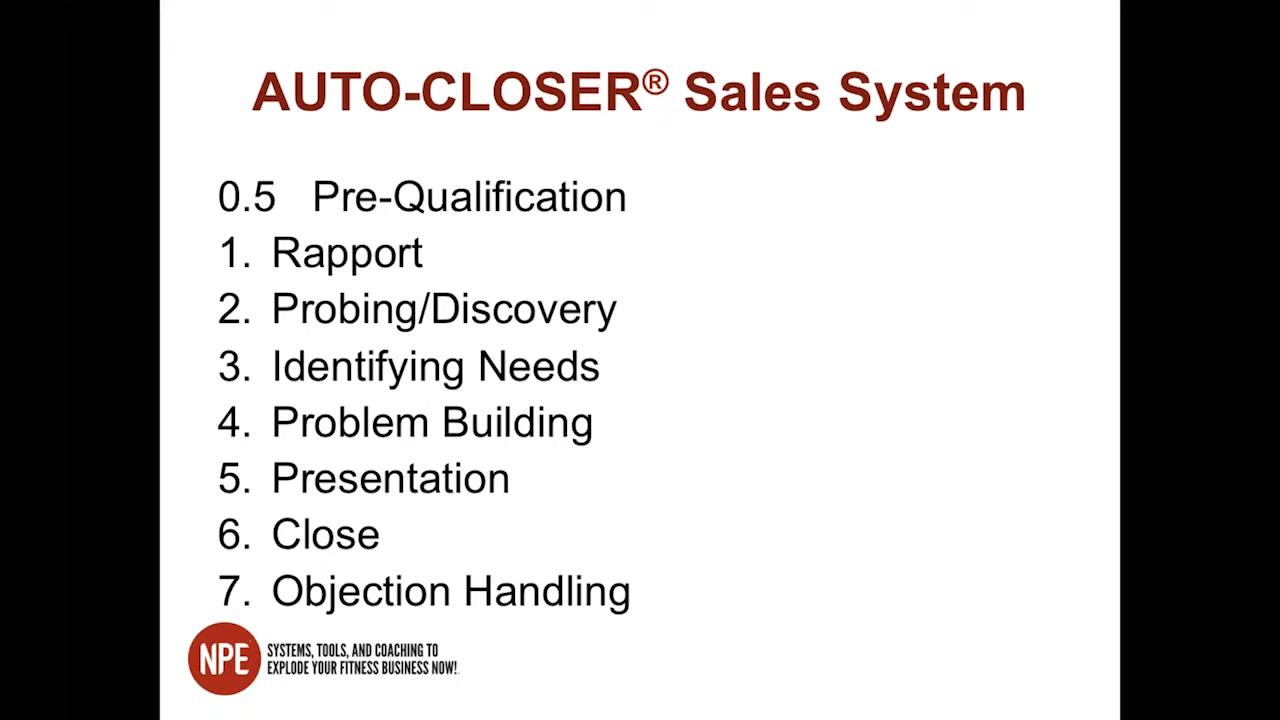 AUTO-CLOSER® Sales System
0.5 Pre-Qualification
1. Rapport
2. Probing/Discovery
3. Identifying Needs
4. Problem Building
5. Presentation
6. Close
7. Objection Handling
NPE
SYSTEMS, TOOLS, AND COACHING TO
EXPLODE YOUR FITNESS BUSINESS NOW!